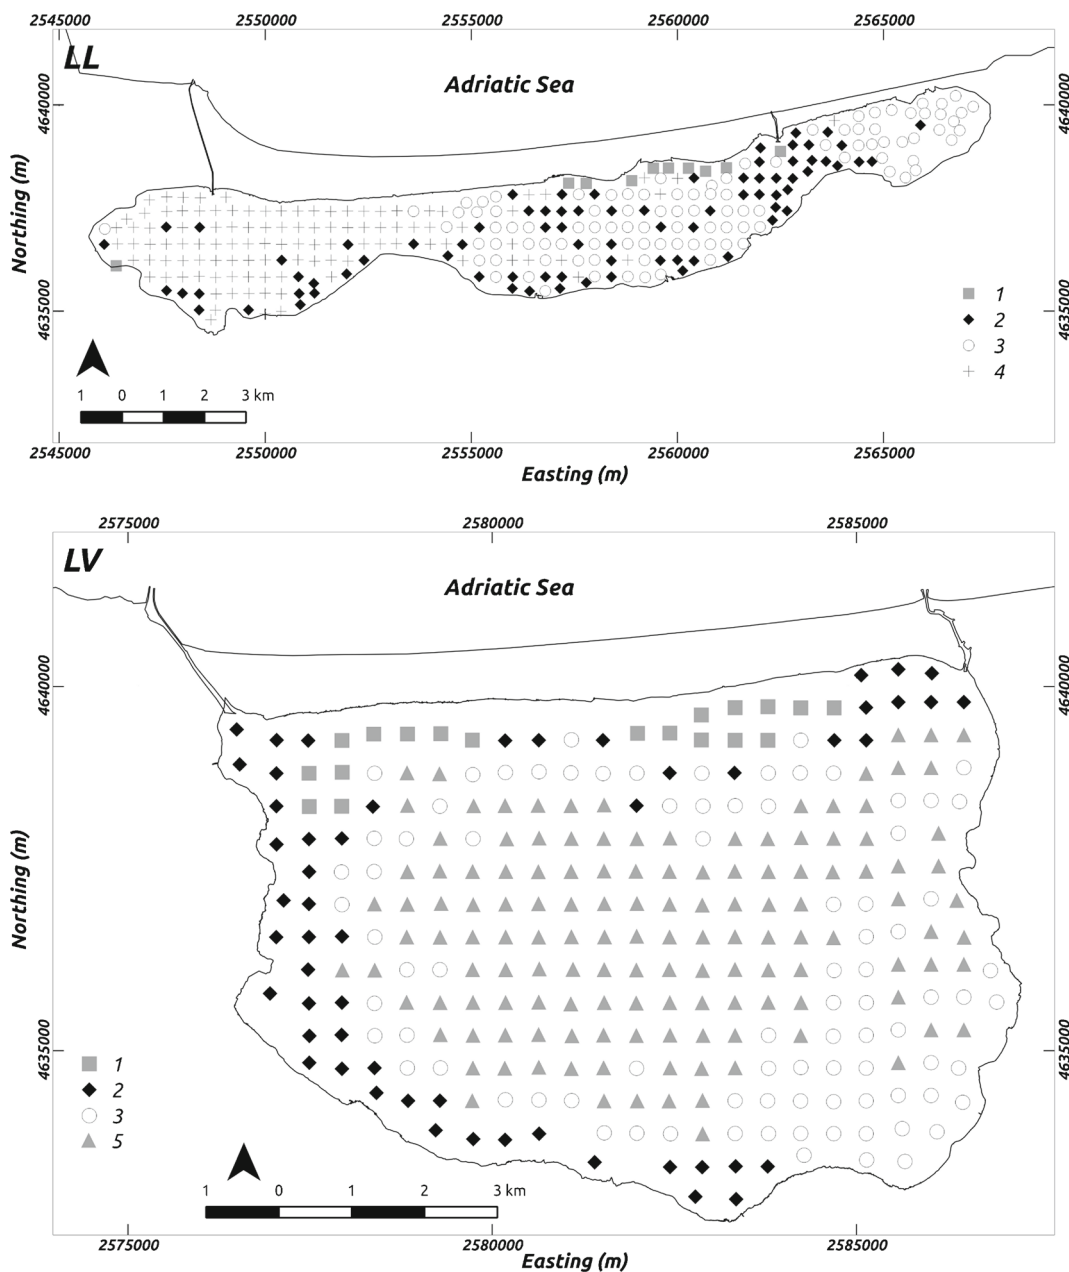 2545000 2550000 2555000 2560000 2565000
LL
Adriatic Sea
4640000
4640000
Northing (m)
4635000
4635000
1
2
3
4
1 0 1 2 3 km
2545000 2550000 2555000 2560000 2565000
Easting (m)
2575000 2580000 2585000
LV
Adriatic Sea
4640000
4640000
Northing (m)
4635000
4635000
1
2
3
5
1 0 1 2 3 km
2575000 2580000 2585000
Easting (m)